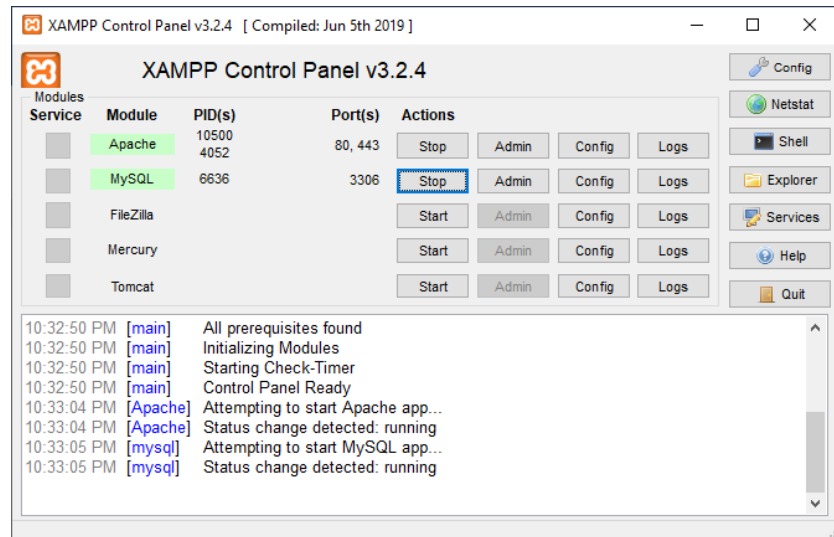 XAMPP Control Panel v3.2.4 [ Compiled: Jun 5th 2019 ]
XAMPP Control Panel v3.2.4
Config
Modules
Service Module PID(s) Port(s) Actions
Netstat
Apache 10500 4052 80, 443 Stop Admin Config Logs
Shell
MySQL 6636 3306 Stop Admin Config Logs
Explorer
FileZilla Start Admin Config Logs
Services
Mercury Start Admin Config Logs
Help
Tomcat Start Admin Config Logs
Quit
10:32:50 PM [main] All prerequisites found
10:32:50 PM [main] Initializing Modules
10:32:50 PM [main] Starting Check-Timer
10:32:50 PM [main] Control Panel Ready
10:33:04 PM [Apache] Attempting to start Apache app...
10:33:04 PM [Apache] Status change detected: running
10:33:05 PM [mysql] Attempting to start MySQL app...
10:33:05 PM [mysql] Status change detected: running